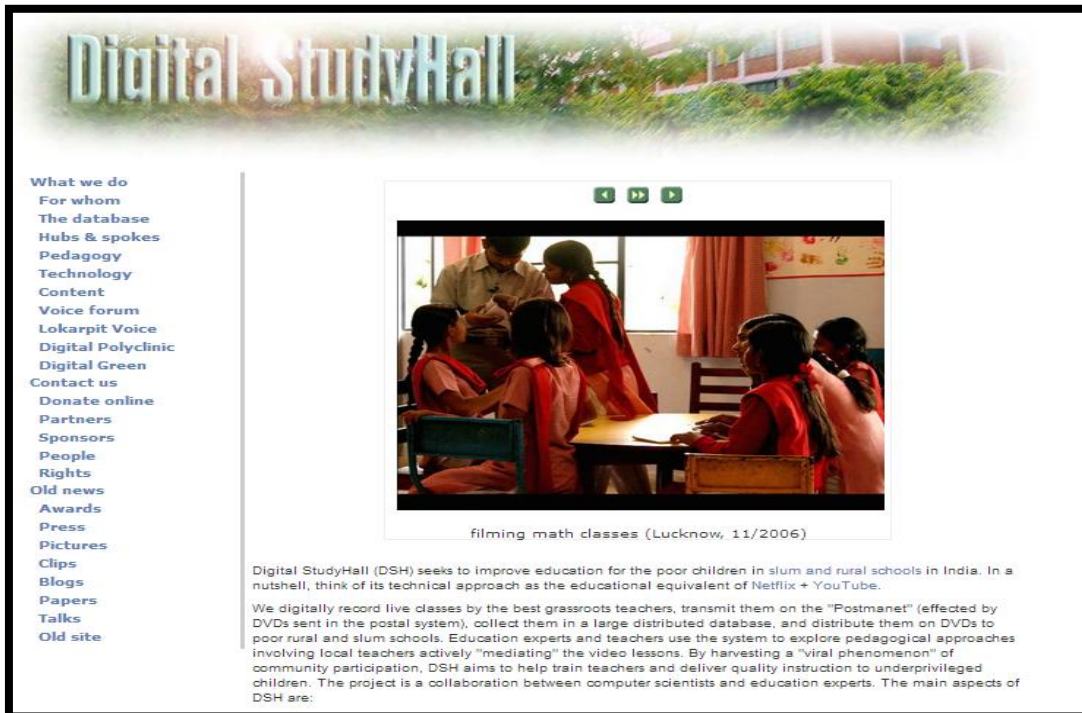 Digital StudyHall
What we do
For whom
The database
Hubs & spokes
Pedagogy
Technology
Content
Voice forum
Lokarpit Voice
Digital Polyclinic
Digital Green
Contact us
Donate online
Partners
Sponsors
People
Rights
Old news
Awards
Press
Pictures
Clips
Blogs
Papers
Talks
Old site
filming math classes (Lucknow, 11/2006)
Digital StudyHall (DSH) seeks to improve education for the poor children in slum and rural schools in India. In a
nutshell, think of its technical approach as the educational equivalent of Netflix + YouTube.
We digitally record live classes by the best grassroots teachers, transmit them on the "Postmanet" (effected by
DVDs sent in the postal system), collect them in a large distributed database, and distribute them on DVDs to
poor rural and slum schools. Education experts and teachers use the system to explore pedagogical approaches
involving local teachers actively "mediating" the video lessons. By harvesting a "viral phenomenon" of
community participation, DSH aims to help train teachers and deliver quality instruction to underprivileged
children. The project is a collaboration between computer scientists and education experts. The main aspects of
DSH are: